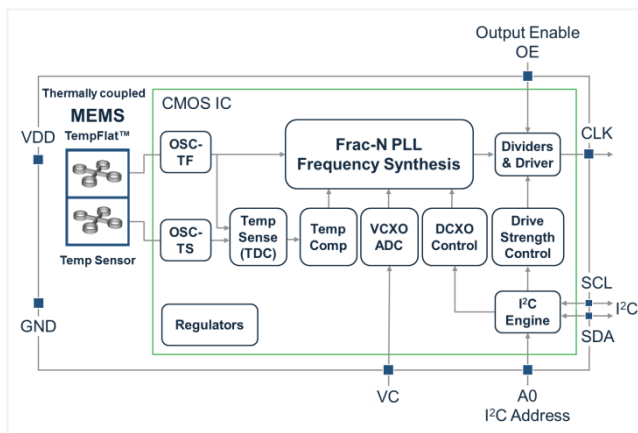 Output Enable
OE
Thermally coupled
MEMS
TempFlat™
CMOS IC
VDD
CLK
OSC-
TF
Frac-N PLL
Frequency Synthesis
Dividers
& Driver
OSC-
TS
Temp
Sense
(TDC)
Temp
Comp
VCXO
ADC
DCXO
Control
Drive
Strength
Control
Temp Sensor
SCL
I²C
SDA
GND
Regulators
I²C
Engine
VC
A0
I²C Address